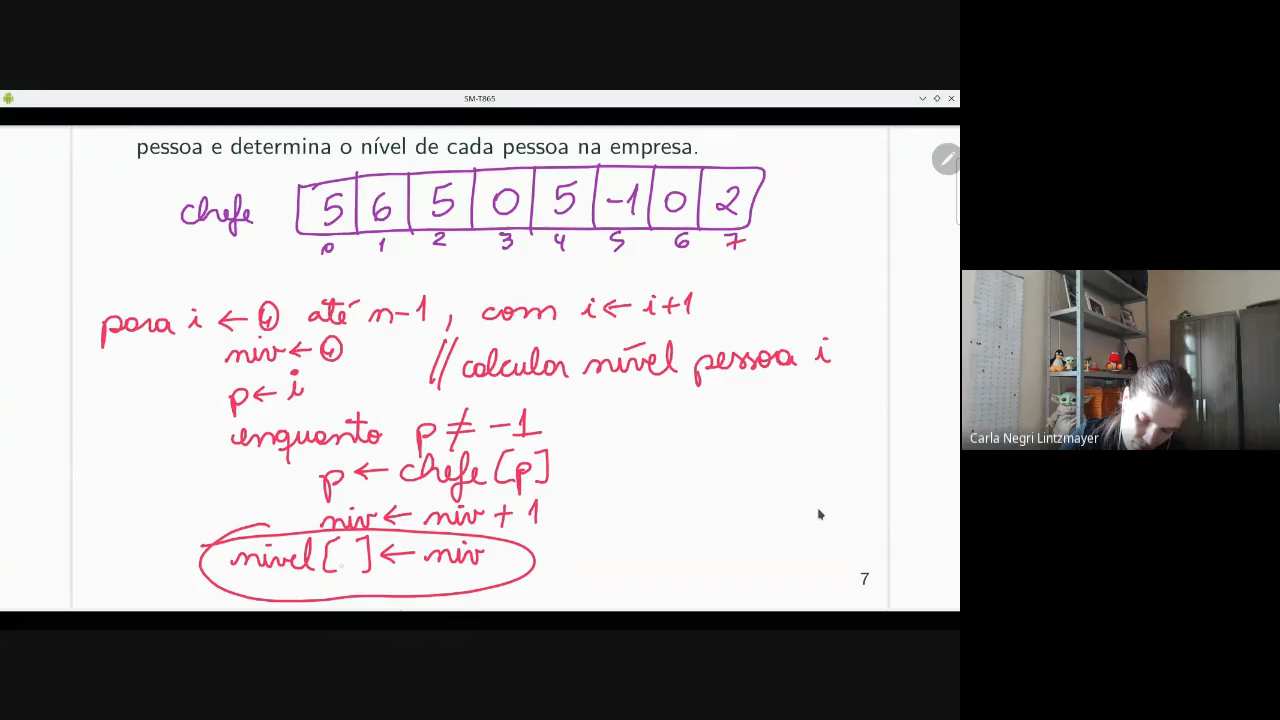 SM-T865
pessoa e determina o nível de cada pessoa na empresa.
chefe 5 6 5 0 5 -1 0 2
0 1 2 3 4 5 6 7
para i ← 0 até n-1, com i ← i+1
niv ← 0 // calcular nível pessoa i
p ← i
enquanto p ≠ -1
p ← chefe[p]
niv ← niv + 1
nivel[ ] ← niv
7
Carla Negri Lintzmayer